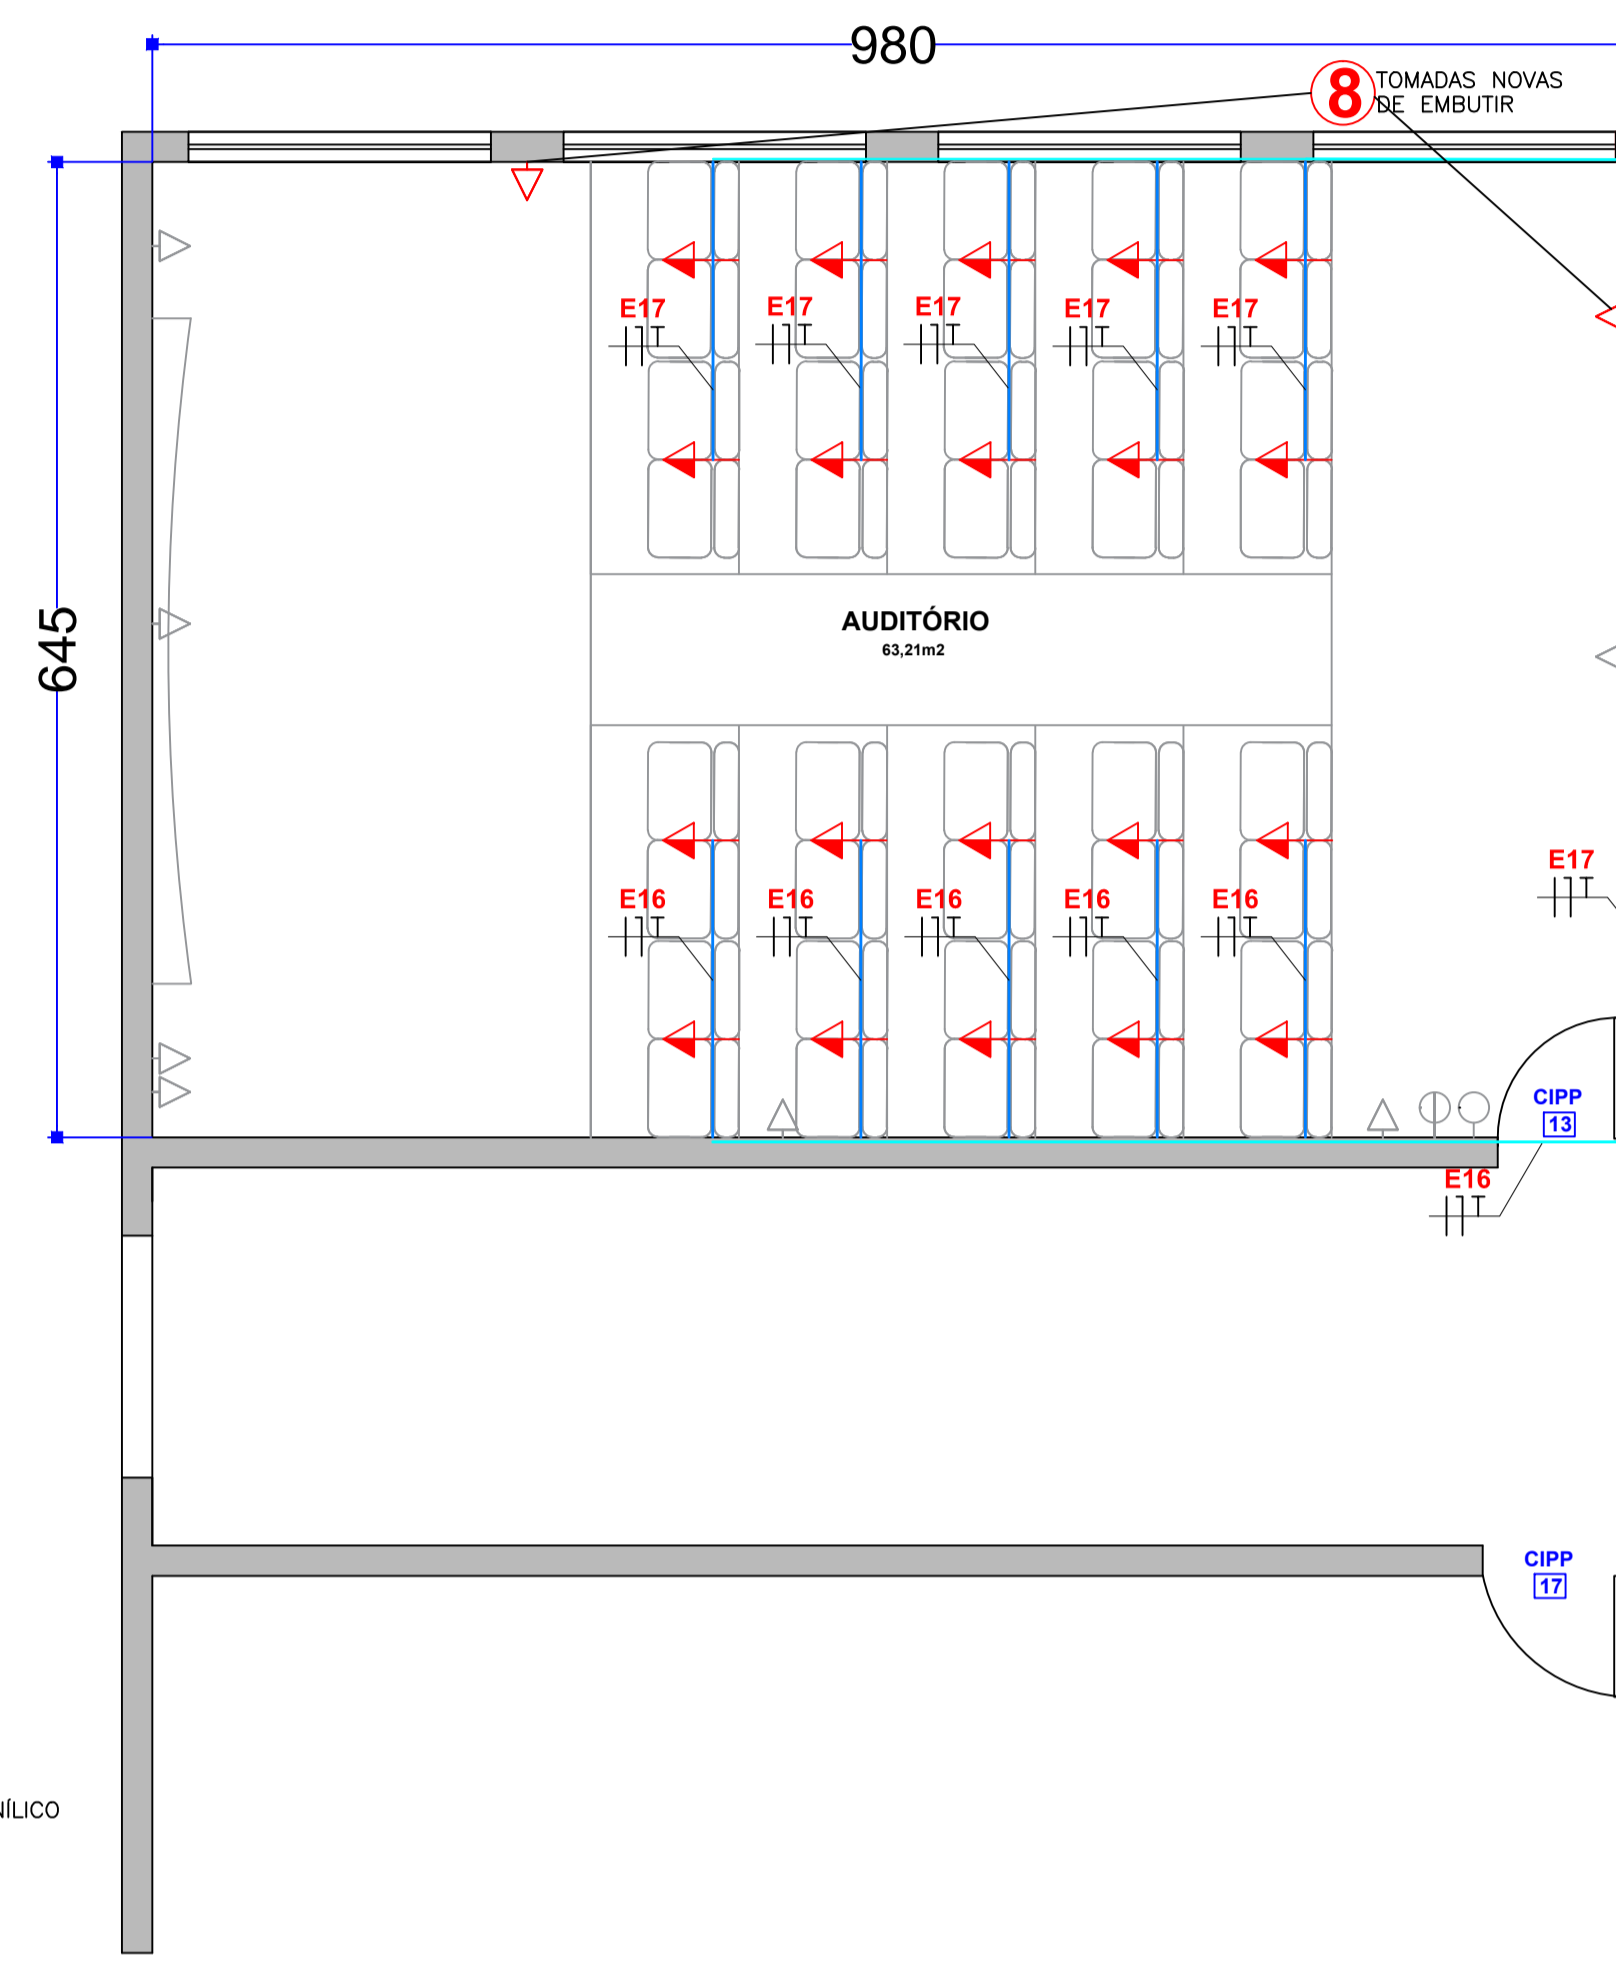 980
8 TOMADAS NOVAS
DE EMBUTIR
E17 E17 E17 E17 E17
645
AUDITÓRIO
63,21m2
E17
E16 E16 E16 E16 E16
CIPP
13
E16
CIPP
17
NÍLICO